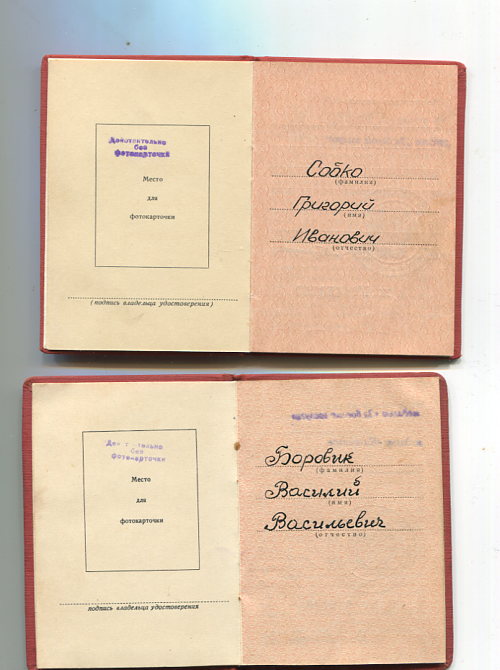 Действительно
без
фотокарточки
Место
для
фотокарточки
(подпись владельца удостоверения)
Собко
(фамилия)
Григорий
(имя)
Иванович
(отчество)
Действительно
без
фотокарточки
Место
для
фотокарточки
подпись владельца удостоверения
Боровик
(фамилия)
Василий
(имя)
Васильевич
(отчество)